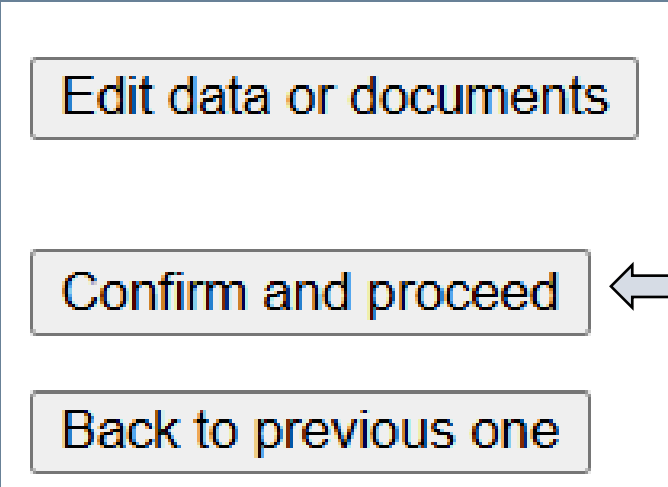 Edit data or documents
Confirm and proceed
Back to previous one